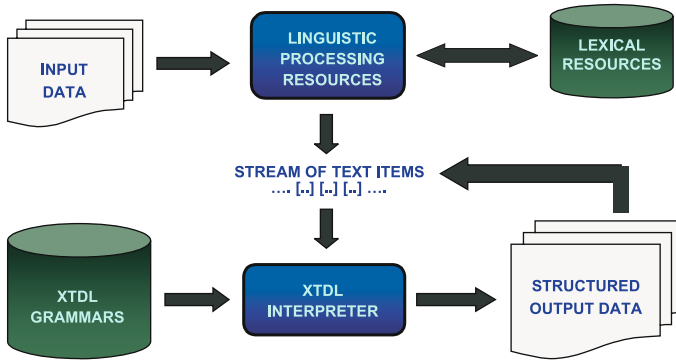 INPUT
DATA
LINGUISTIC
PROCESSING
RESOURCES
LEXICAL
RESOURCES
STREAM OF TEXT ITEMS
.... [..] [..] [..] ....
XTDL
GRAMMARS
XTDL
INTERPRETER
STRUCTURED
OUTPUT DATA